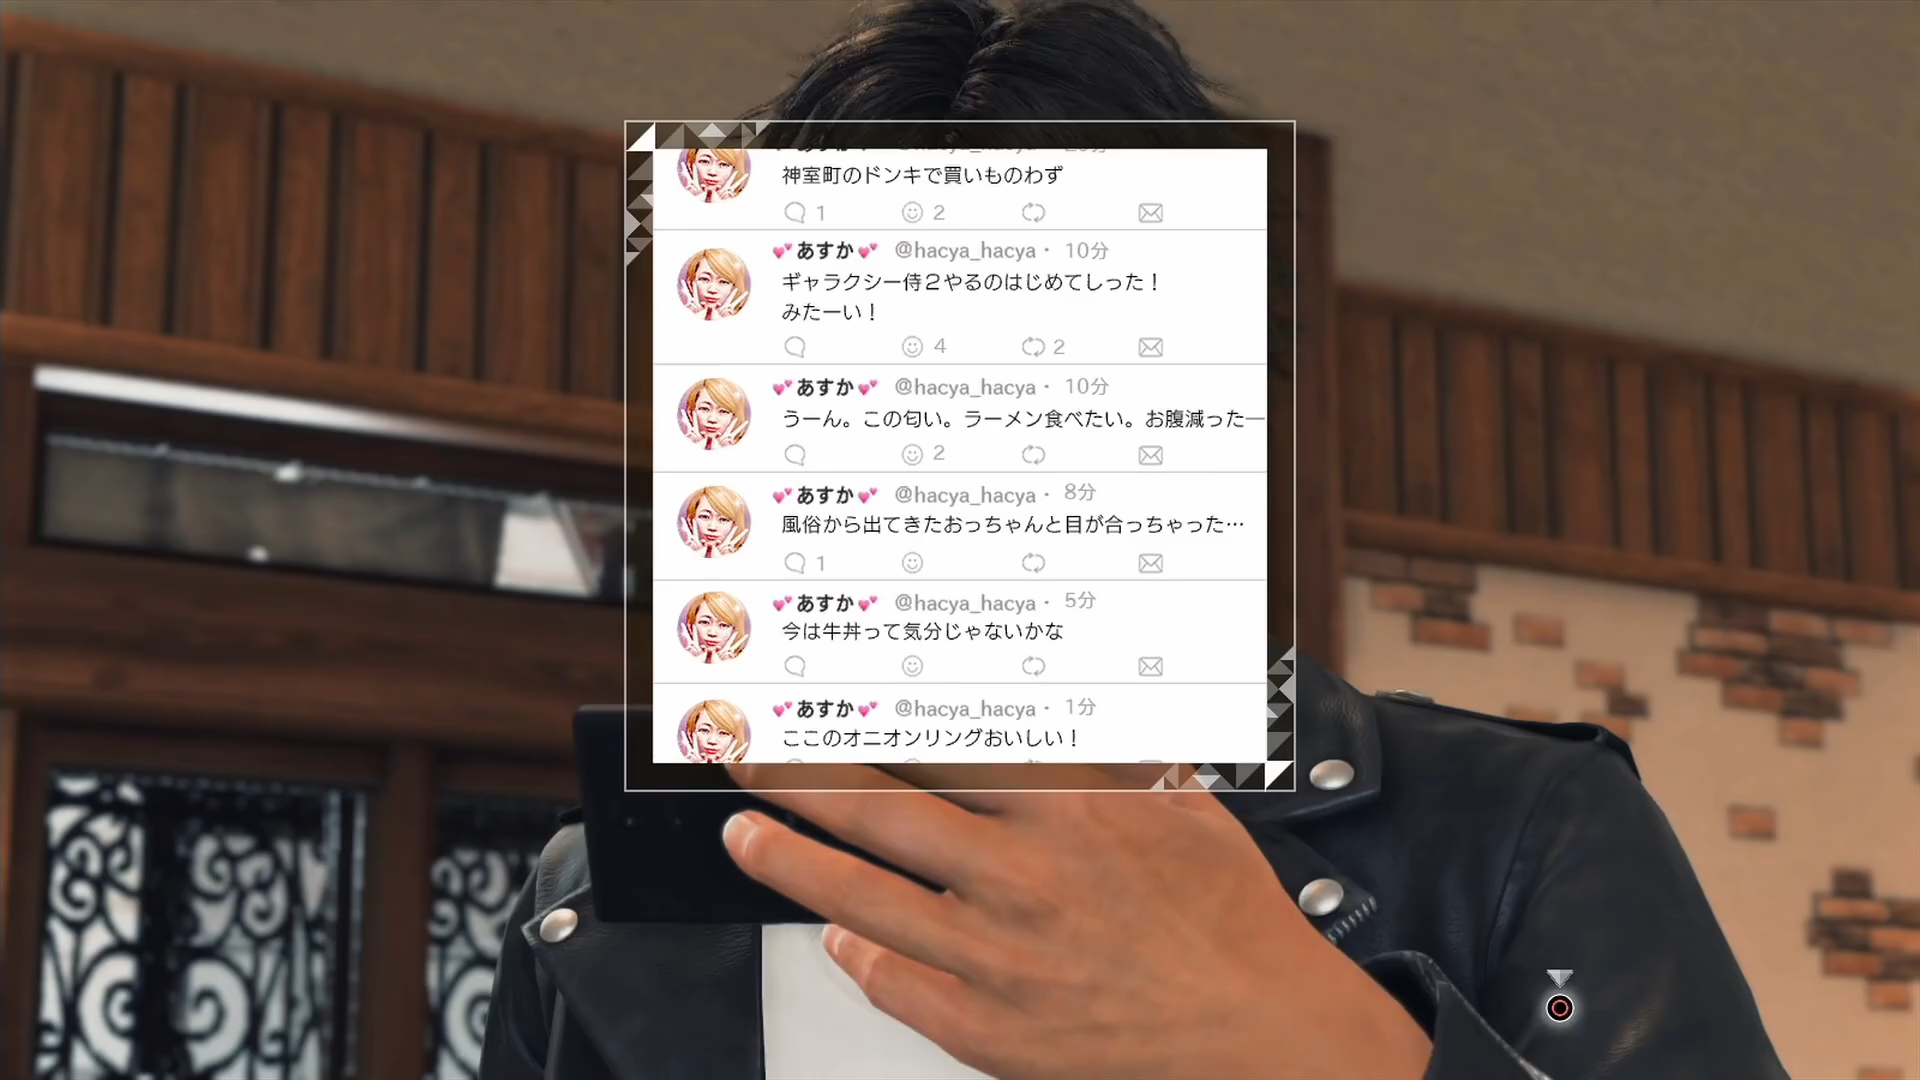 神室町のドンキで買いものわず
1 2
💕あすか💕 @hacya_hacya・ 10分
ギャラクシー侍２やるのはじめてしった！
みたーい！
4 2
💕あすか💕 @hacya_hacya・ 10分
うーん。この匂い。ラーメン食べたい。お腹減ったー
2
💕あすか💕 @hacya_hacya・ 8分
風俗から出てきたおっちゃんと目が合っちゃった…
1
💕あすか💕 @hacya_hacya・ 5分
今は牛丼って気分じゃないかな
💕あすか💕 @hacya_hacya・ 1分
ここのオニオンリングおいしい！